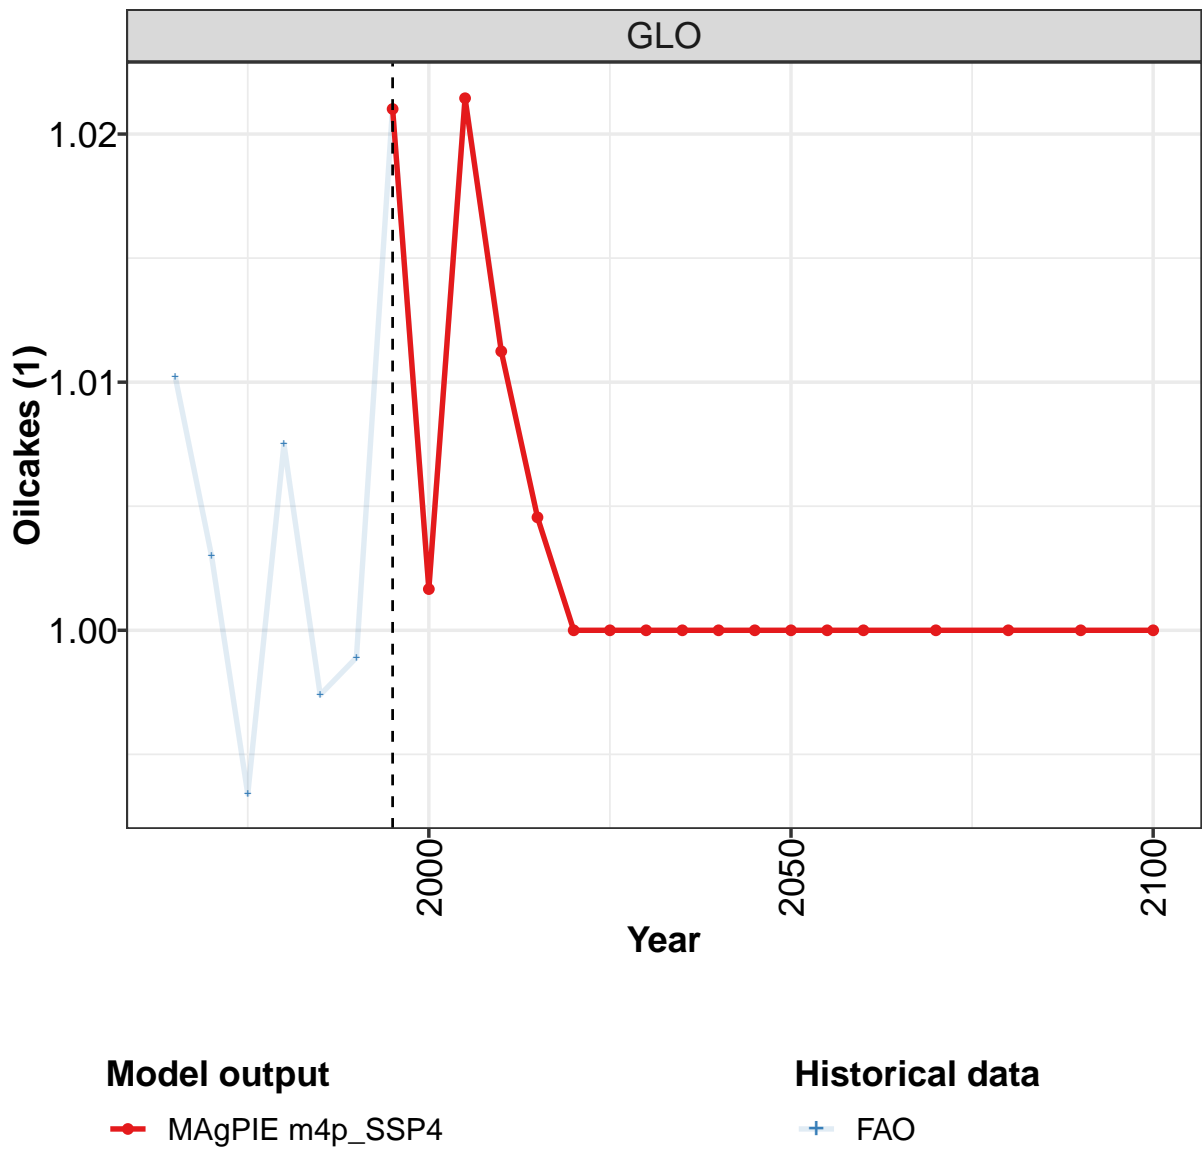 GLO
Oilcakes (1)
1.02
1.01
1.00
2000
2050
2100
Year
Model output
MAgPIE m4p_SSP4
Historical data
FAO